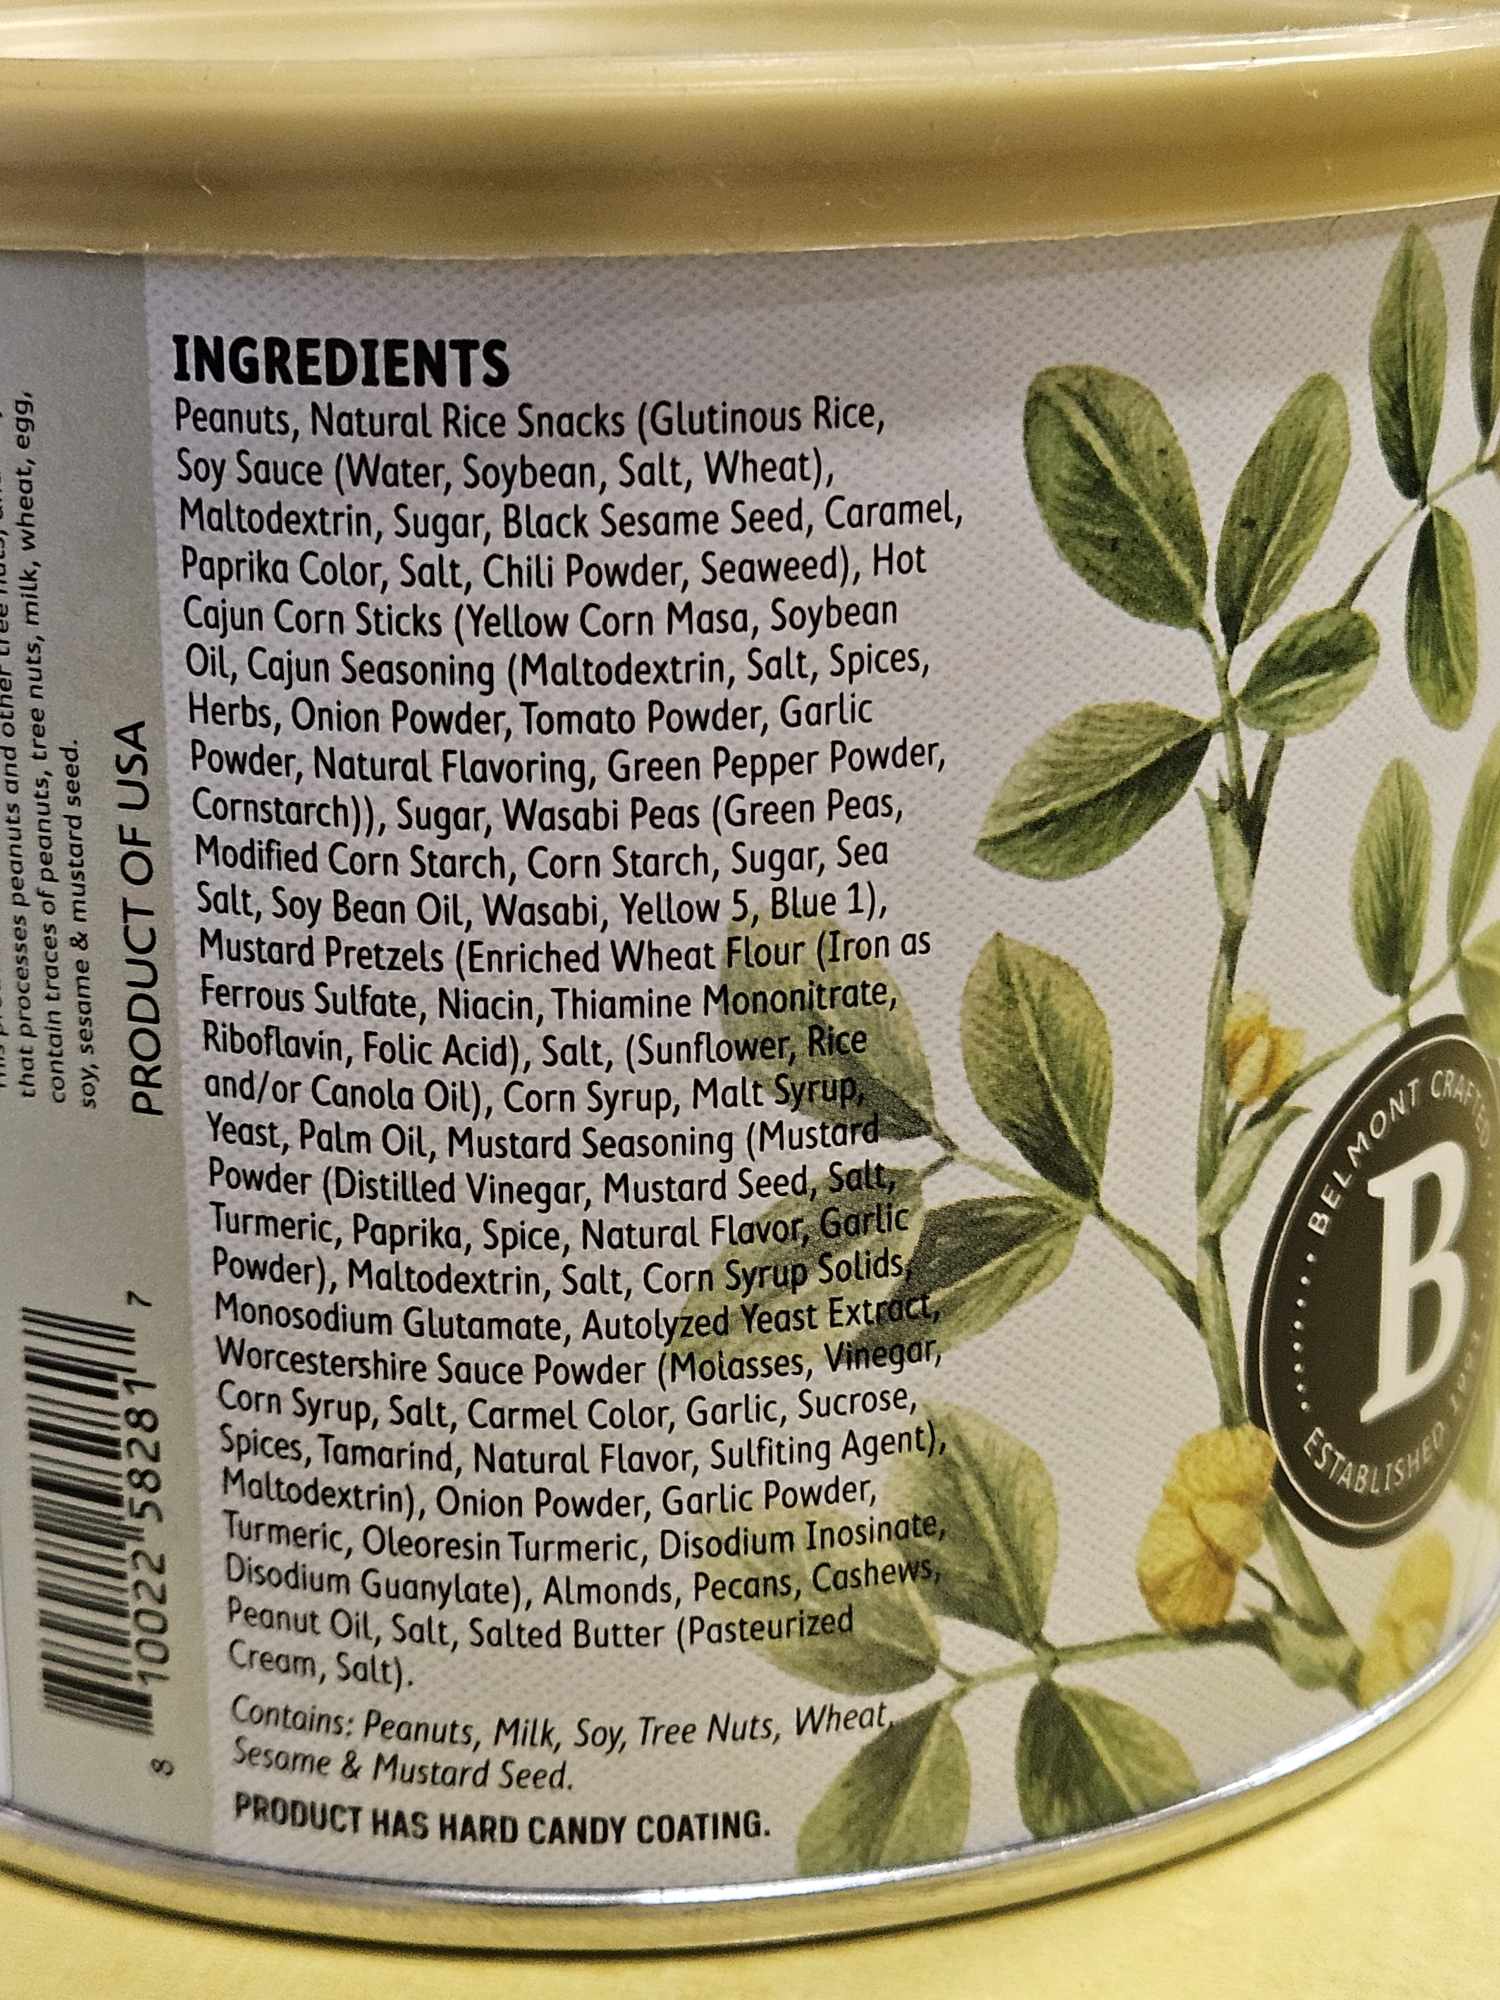 that processes peanuts and other tree nuts,
contain traces of peanuts, tree nuts, milk, wheat, egg,
soy, sesame & mustard seed.
PRODUCT OF USA
8 10022 58281 7
INGREDIENTS
Peanuts, Natural Rice Snacks (Glutinous Rice,
Soy Sauce (Water, Soybean, Salt, Wheat),
Maltodextrin, Sugar, Black Sesame Seed, Caramel,
Paprika Color, Salt, Chili Powder, Seaweed), Hot
Cajun Corn Sticks (Yellow Corn Masa, Soybean
Oil, Cajun Seasoning (Maltodextrin, Salt, Spices,
Herbs, Onion Powder, Tomato Powder, Garlic
Powder, Natural Flavoring, Green Pepper Powder,
Cornstarch)), Sugar, Wasabi Peas (Green Peas,
Modified Corn Starch, Corn Starch, Sugar, Sea
Salt, Soy Bean Oil, Wasabi, Yellow 5, Blue 1),
Mustard Pretzels (Enriched Wheat Flour (Iron as
Ferrous Sulfate, Niacin, Thiamine Mononitrate,
Riboflavin, Folic Acid), Salt, (Sunflower, Rice
and/or Canola Oil), Corn Syrup, Malt Syrup,
Yeast, Palm Oil, Mustard Seasoning (Mustard
Powder (Distilled Vinegar, Mustard Seed, Salt,
Turmeric, Paprika, Spice, Natural Flavor, Garlic
Powder), Maltodextrin, Salt, Corn Syrup Solids,
Monosodium Glutamate, Autolyzed Yeast Extract,
Worcestershire Sauce Powder (Molasses, Vinegar,
Corn Syrup, Salt, Carmel Color, Garlic, Sucrose,
Spices, Tamarind, Natural Flavor, Sulfiting Agent),
Maltodextrin), Onion Powder, Garlic Powder,
Turmeric, Oleoresin Turmeric, Disodium Inosinate,
Disodium Guanylate), Almonds, Pecans, Cashews,
Peanut Oil, Salt, Salted Butter (Pasteurized
Cream, Salt).
Contains: Peanuts, Milk, Soy, Tree Nuts, Wheat,
Sesame & Mustard Seed.
PRODUCT HAS HARD CANDY COATING.
BELMONT CRAFTED
B
ESTABLISHED 1991